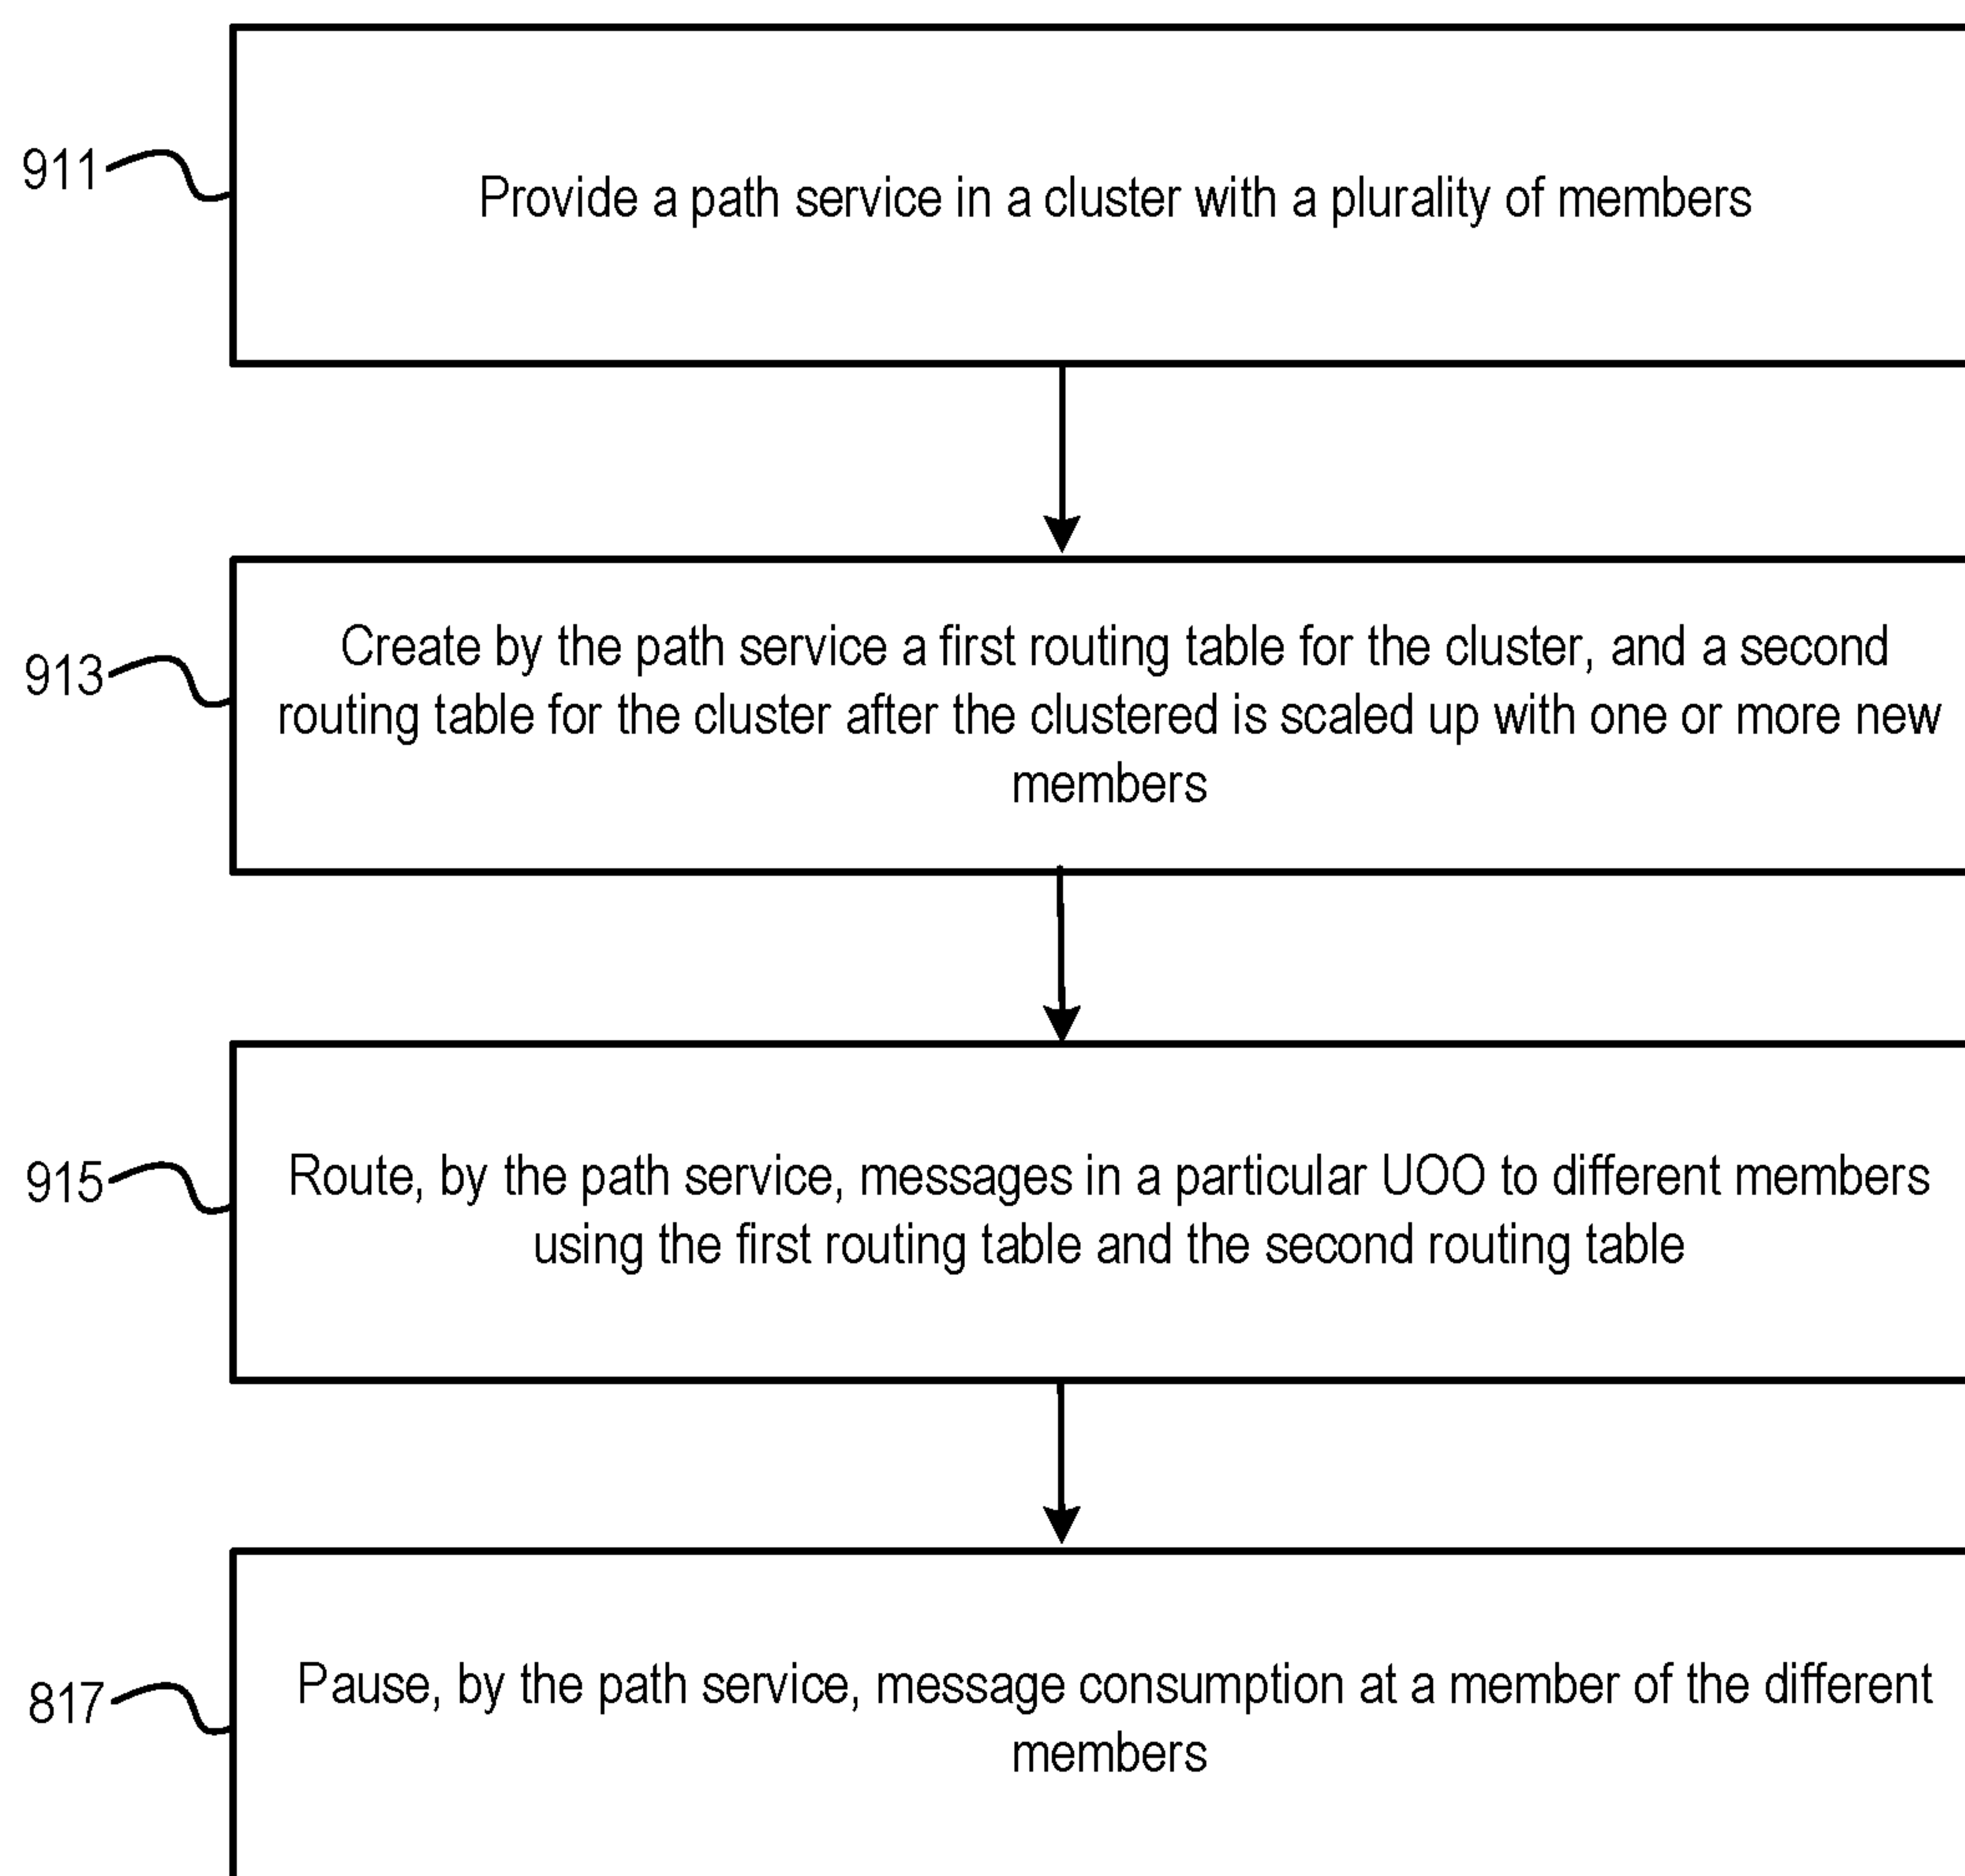 911
Provide a path service in a cluster with a plurality of members
913
Create by the path service a first routing table for the cluster, and a second
routing table for the cluster after the clustered is scaled up with one or more new
members
915
Route, by the path service, messages in a particular UOO to different members
using the first routing table and the second routing table
817
Pause, by the path service, message consumption at a member of the different
members